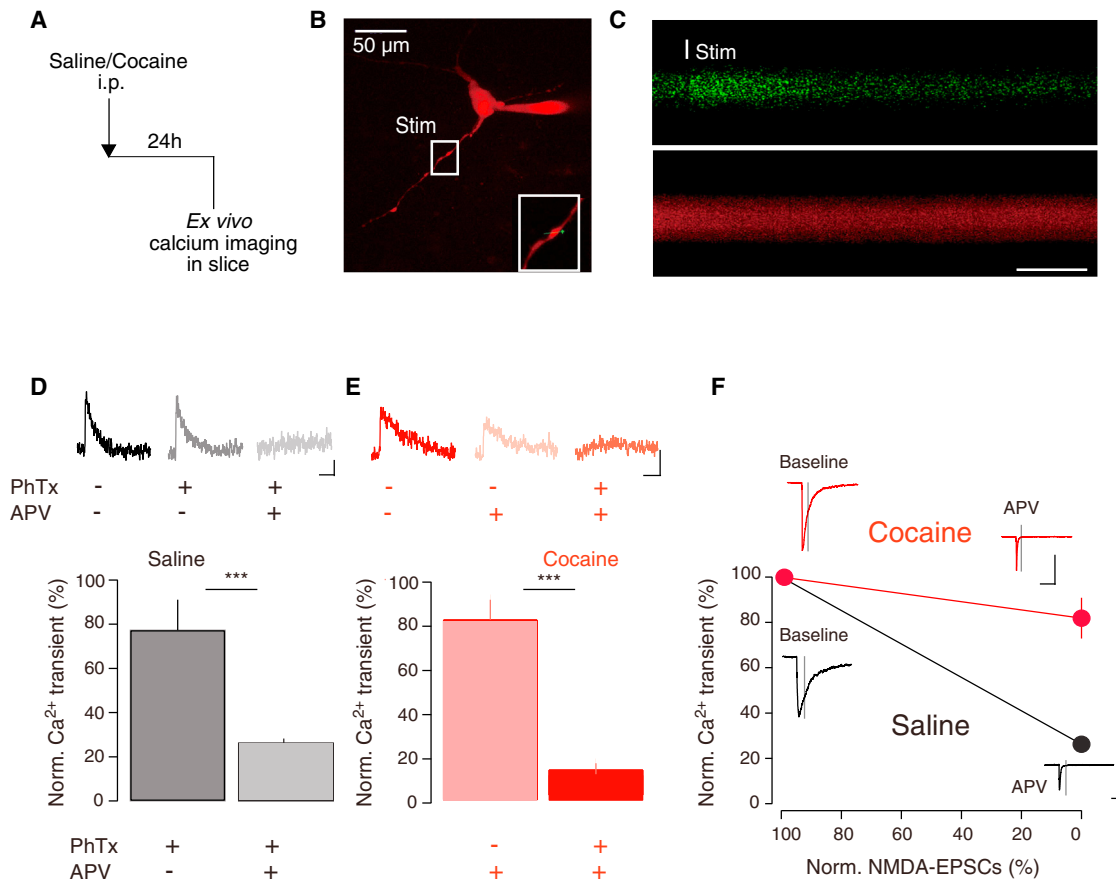 A
Saline/Cocaine
i.p.
24h
Ex vivo
calcium imaging
in slice
B
50 µm
Stim
C
Stim
D
PhTx - + +
APV - - +
Saline
***
Norm. Ca2+ transient (%)
100
80
60
40
20
0
PhTx + +
APV - +
E
- - +
- + +
Cocaine
***
Norm. Ca2+ transient (%)
100
80
60
40
20
0
- +
+ +
F
Baseline
Cocaine
APV
Baseline
Saline
APV
Norm. Ca2+ transient (%)
100
80
60
40
20
0
100 80 60 40 20 0
Norm. NMDA-EPSCs (%)